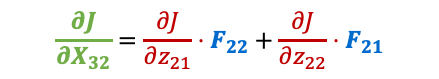 ∂J/∂X₃₂ = ∂J/∂z₂₁ · F₂₂ + ∂J/∂z₂₂ · F₂₁